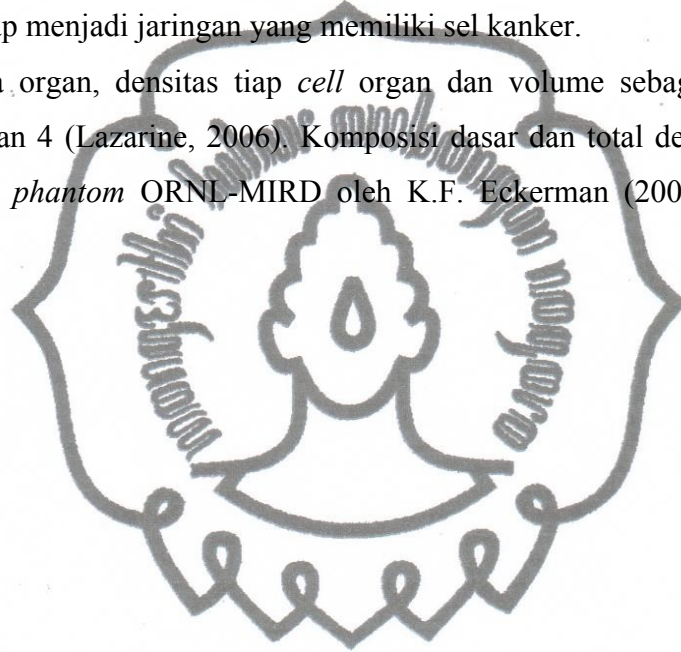 ap menjadi jaringan yang memiliki sel kanker.
a organ, densitas tiap cell organ dan volume sebag
an 4 (Lazarine, 2006). Komposisi dasar dan total de
phantom ORNL-MIRD oleh K.F. Eckerman (200